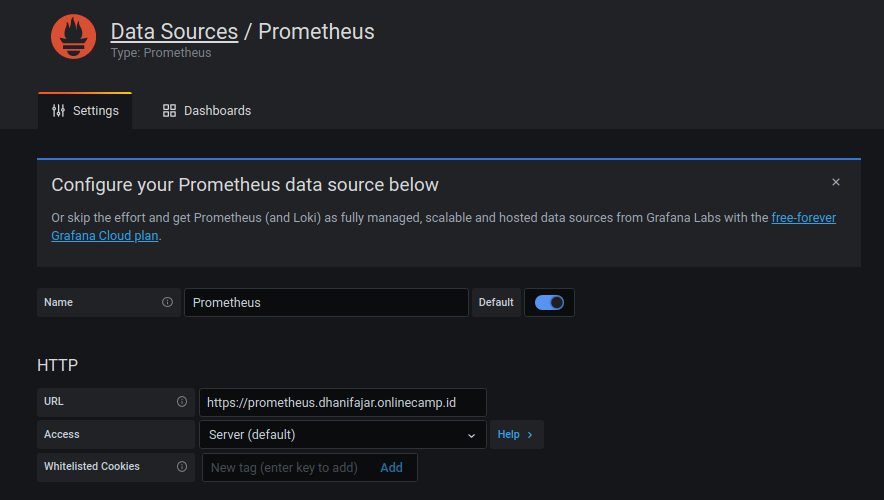 Data Sources / Prometheus
Type: Prometheus
Settings
Dashboards
Configure your Prometheus data source below
Or skip the effort and get Prometheus (and Loki) as fully managed, scalable and hosted data sources from Grafana Labs with the free-forever
Grafana Cloud plan.
Name
Prometheus
Default
HTTP
URL
https://prometheus.dhanifajar.onlinecamp.id
Access
Server (default)
Help >
Whitelisted Cookies
New tag (enter key to add)
Add